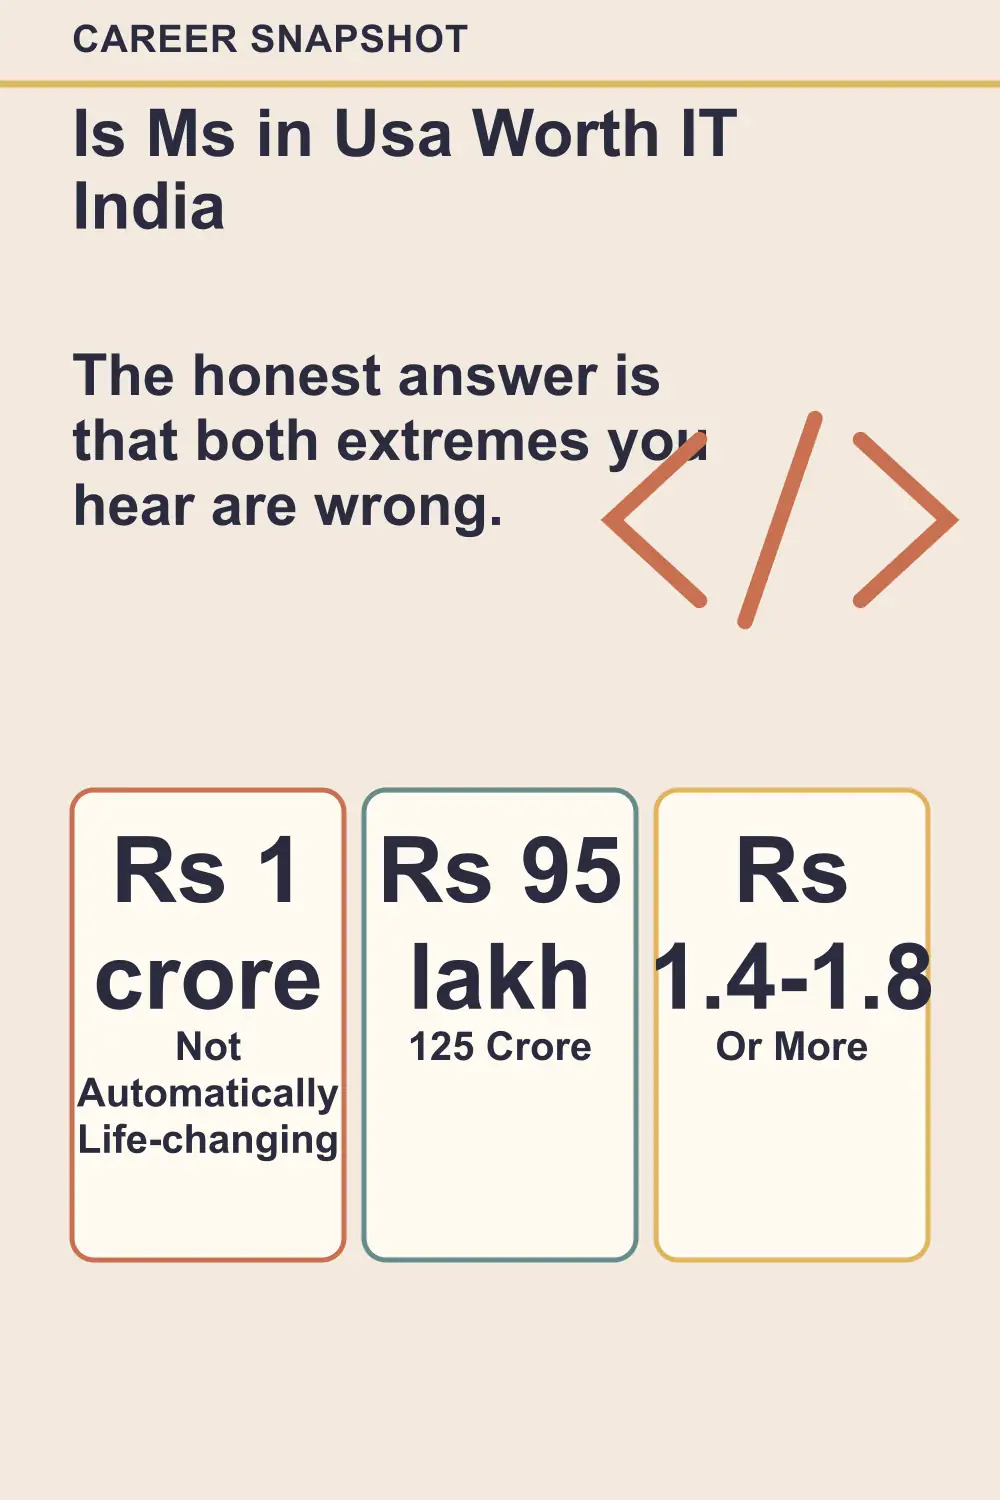 CAREER SNAPSHOT
Is Ms in Usa Worth IT
India
The honest answer is
that both extremes you
hear are wrong.
</>
Rs 1
crore
Not
Automatically
Life-changing
Rs 95
lakh
125 Crore
Rs
1.4-1.8
Or More